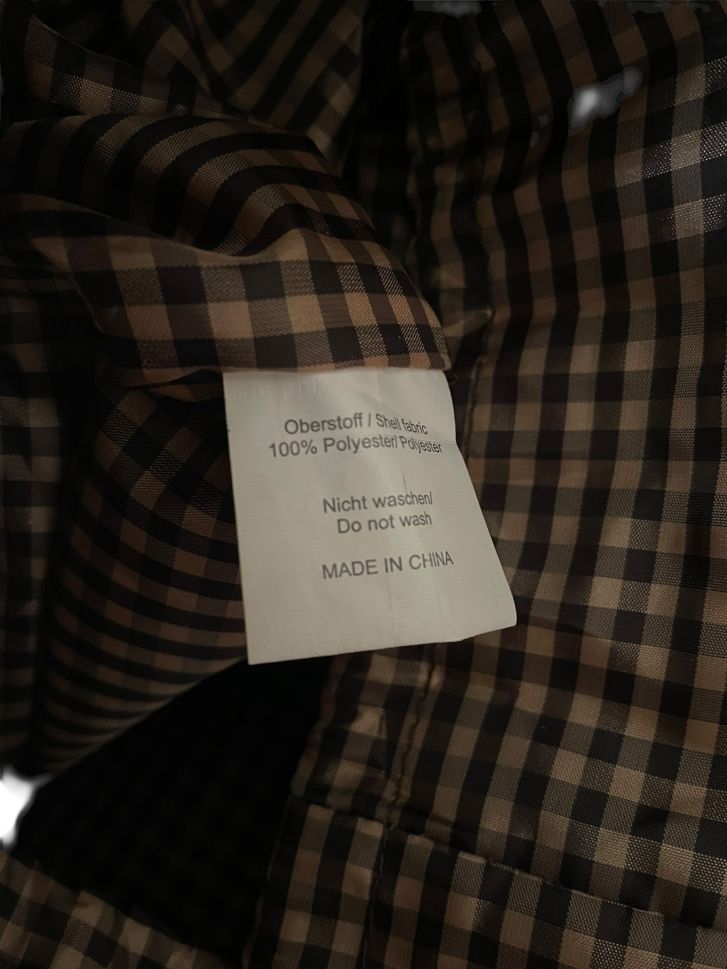 Oberstoff / Shell fabric
100% Polyester/ Polyester
Nicht waschen/
Do not wash
MADE IN CHINA